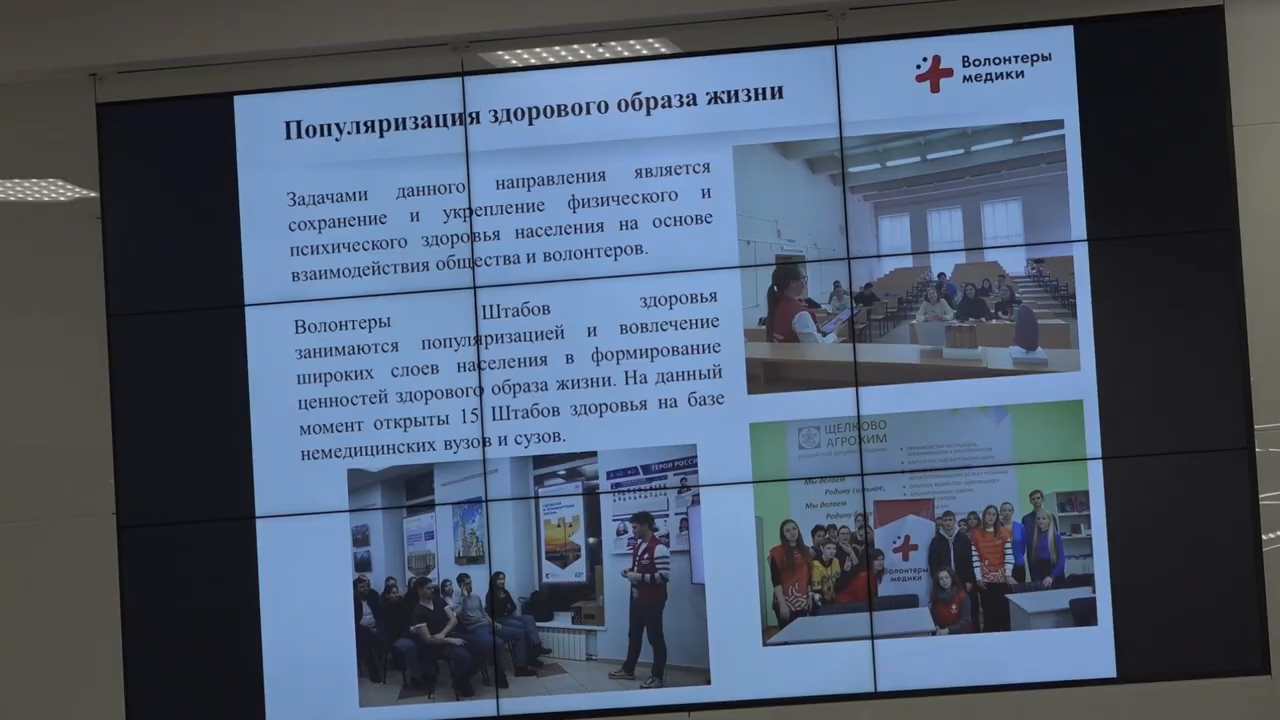 Волонтеры
медики
Популяризация здорового образа жизни
Задачами данного направления является
сохранение и укрепление физического и
психического здоровья населения на основе
взаимодействия общества и волонтеров.
Волонтеры Штабов здоровья
занимаются популяризацией и вовлечение
широких слоев населения в формирование
ценностей здорового образа жизни. На данный
момент открыты 15 Штабов здоровья на базе
немедицинских вузов и сузов.
ЩЕЛКОВО
АГРОХИМ
Мы делаем
Родину сильнее,
Мы делаем
Родину
Волонтеры
медики
ГЕРОИ РОССИ